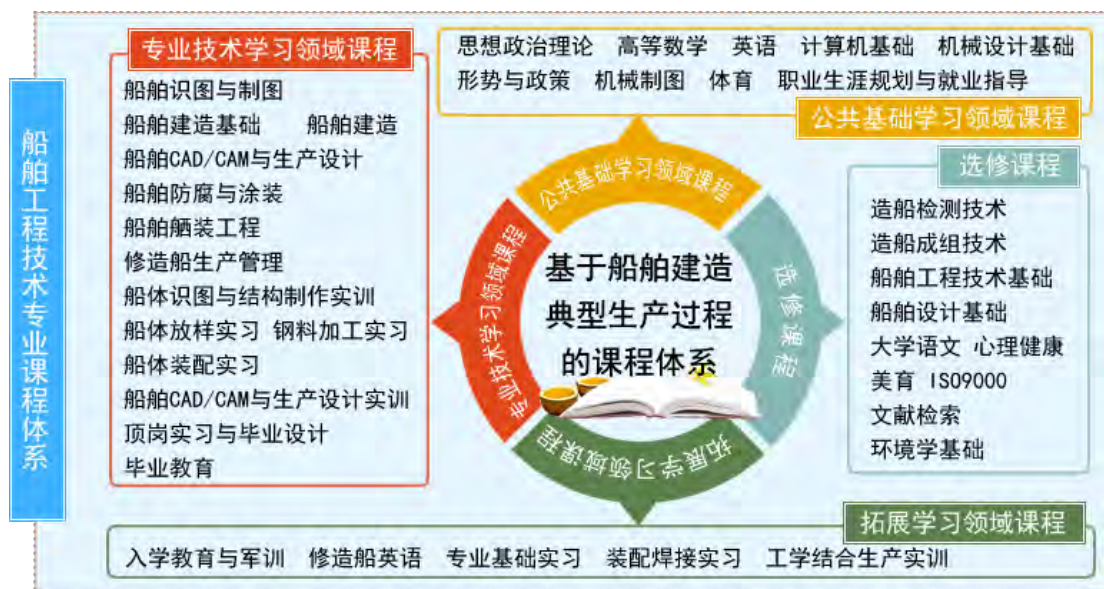 船舶工程技术专业课程体系
专业技术学习领域课程
船舶识图与制图
船舶建造基础 船舶建造
船舶CAD/CAM与生产设计
船舶防腐与涂装
船舶舾装工程
修造船生产管理
船体识图与结构制作实训
船体放样实习 钢料加工实习
船体装配实习
船舶CAD/CAM与生产设计实训
顶岗实习与毕业设计
毕业教育
思想政治理论 高等数学 英语 计算机基础 机械设计基础
形势与政策 机械制图 体育 职业生涯规划与就业指导
公共基础学习领域课程
公共基础学习领域课程
专业技术学习领域课程
选修课程
拓展学习领域课程
基于船舶建造
典型生产过程
的课程体系
选修课程
造船检测技术
造船成组技术
船舶工程技术基础
船舶设计基础
大学语文 心理健康
美育 ISO9000
文献检索
环境学基础
拓展学习领域课程
入学教育与军训 修造船英语 专业基础实习 装配焊接实习 工学结合生产实训